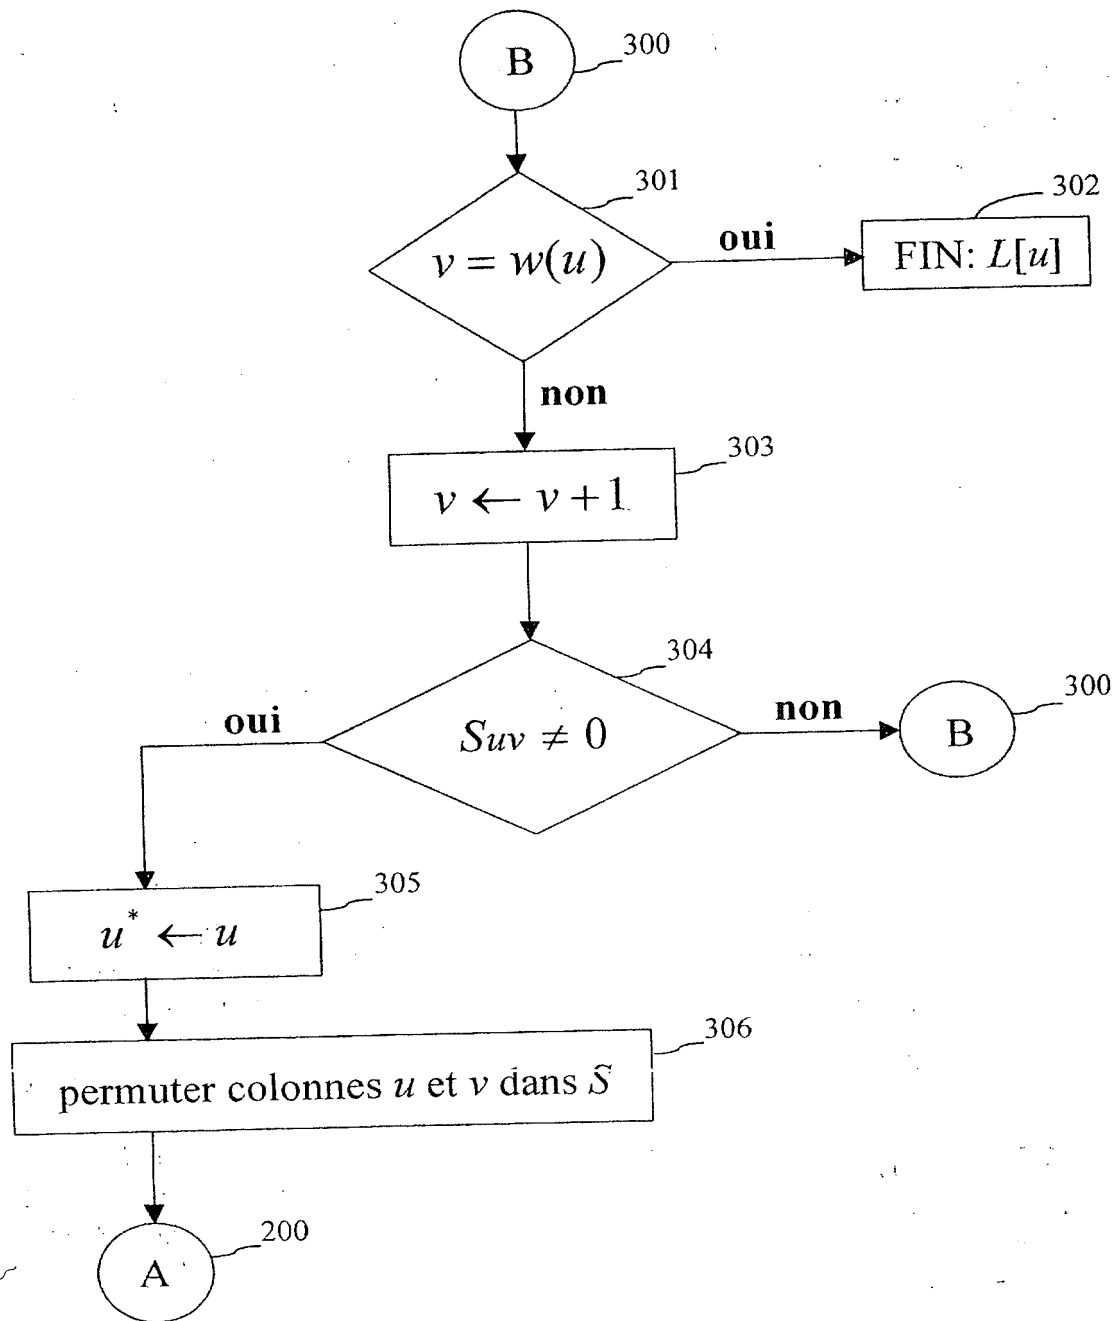 B
300
301
302
v = w(u)
oui
FIN: L[u]
non
303
v ← v + 1
304
300
oui
Suv ≠ 0
non
B
305
u* ← u
306
permuter colonnes u et v dans S
200
A